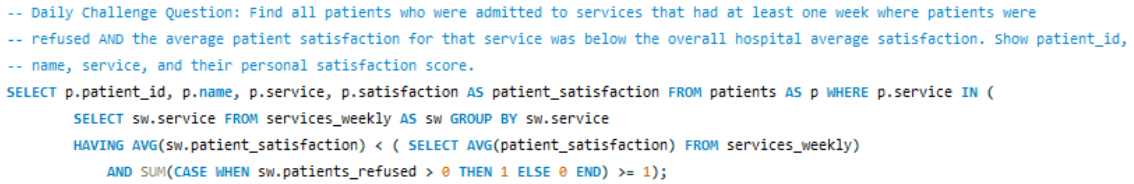 -- Daily Challenge Question: Find all patients who were admitted to services that had at least one week where patients were
-- refused AND the average patient satisfaction for that service was below the overall hospital average satisfaction. Show patient_id,
-- name, service, and their personal satisfaction score.
SELECT p.patient_id, p.name, p.service, p.satisfaction AS patient_satisfaction FROM patients AS p WHERE p.service IN (
SELECT sw.service FROM services_weekly AS sw GROUP BY sw.service
HAVING AVG(sw.patient_satisfaction) < ( SELECT AVG(patient_satisfaction) FROM services_weekly)
AND SUM(CASE WHEN sw.patients_refused > 0 THEN 1 ELSE 0 END) >= 1);